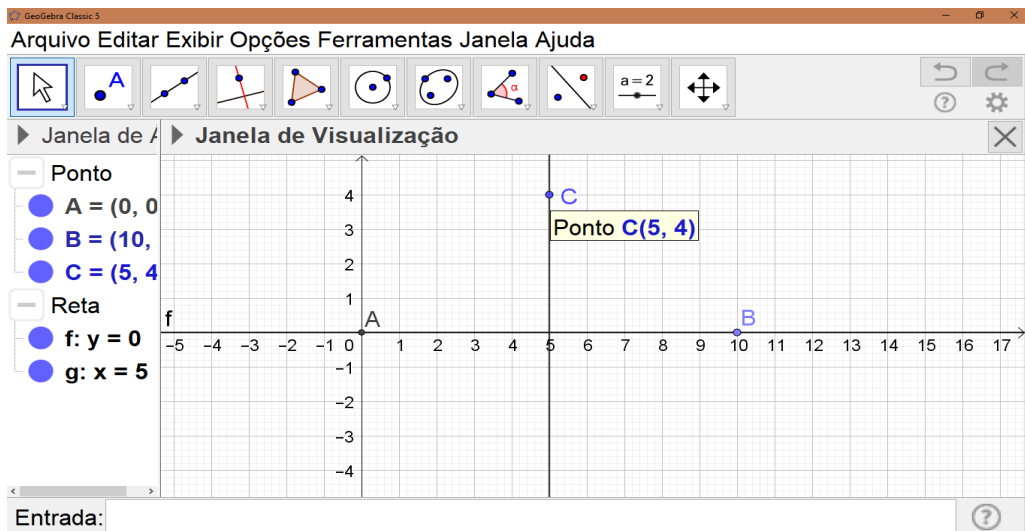 GeoGebra Classic 5
Arquivo Editar Exibir Opções Ferramentas Janela Ajuda
A
α
a = 2
Janela de A
Janela de Visualização
Ponto
A = (0, 0
B = (10,
C = (5, 4
Reta
f: y = 0
g: x = 5
4
C
Ponto C(5, 4)
3
2
1
f
A
B
−5 −4 −3 −2 −1 0 1 2 3 4 5 6 7 8 9 10 11 12 13 14 15 16 17
−1
−2
−3
−4
Entrada: